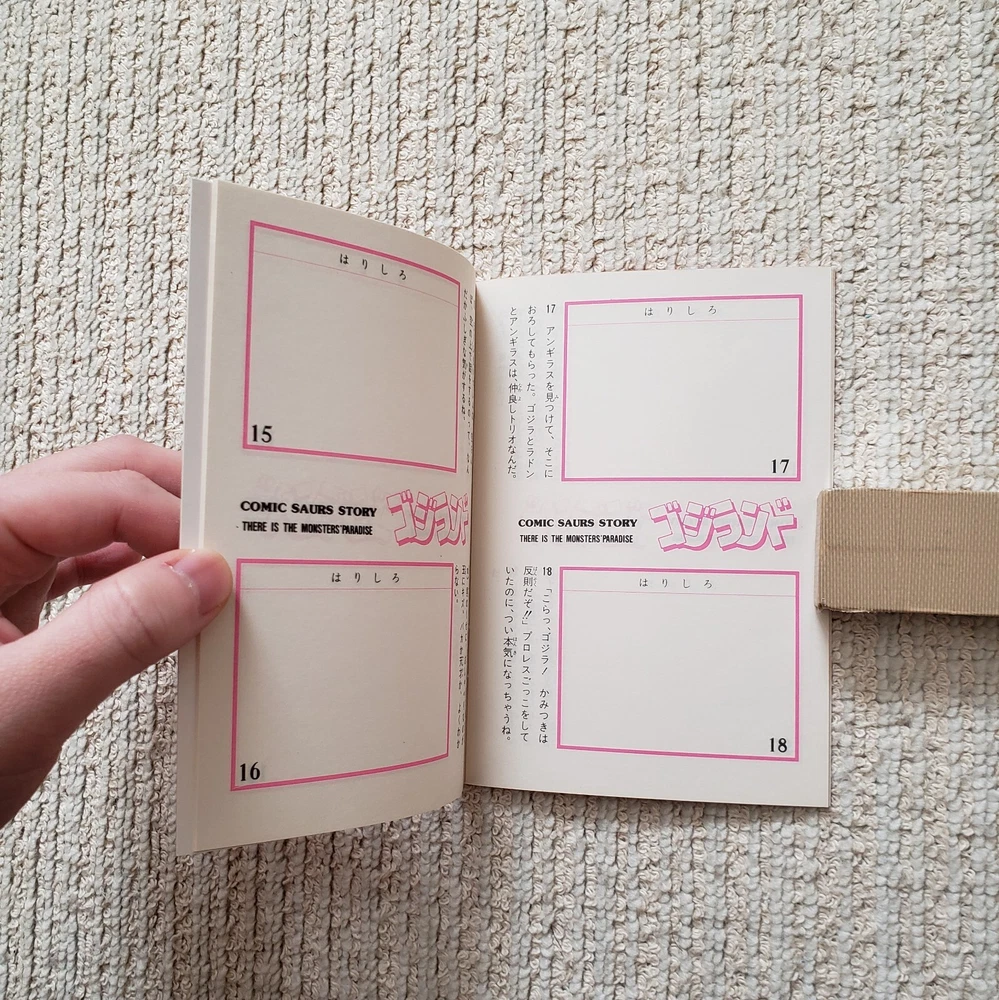 はりしろ
15
COMIC SAURS STORY
THERE IS THE MONSTERS' PARADISE
ゴジランド
はりしろ
16
らない。
はりしろ
17
17 アンギラスを見つけて、そこに
おろしてもらった。ゴジラとラドン
とアンギラスは、仲良しトリオなんだ。
COMIC SAURS STORY
THERE IS THE MONSTERS' PARADISE
ゴジランド
はりしろ
18
18 「こらっ、ゴジラ! かみつきは
反則だぞ!!」プロレスごっこをして
いたのに、つい本気になっちゃうね。